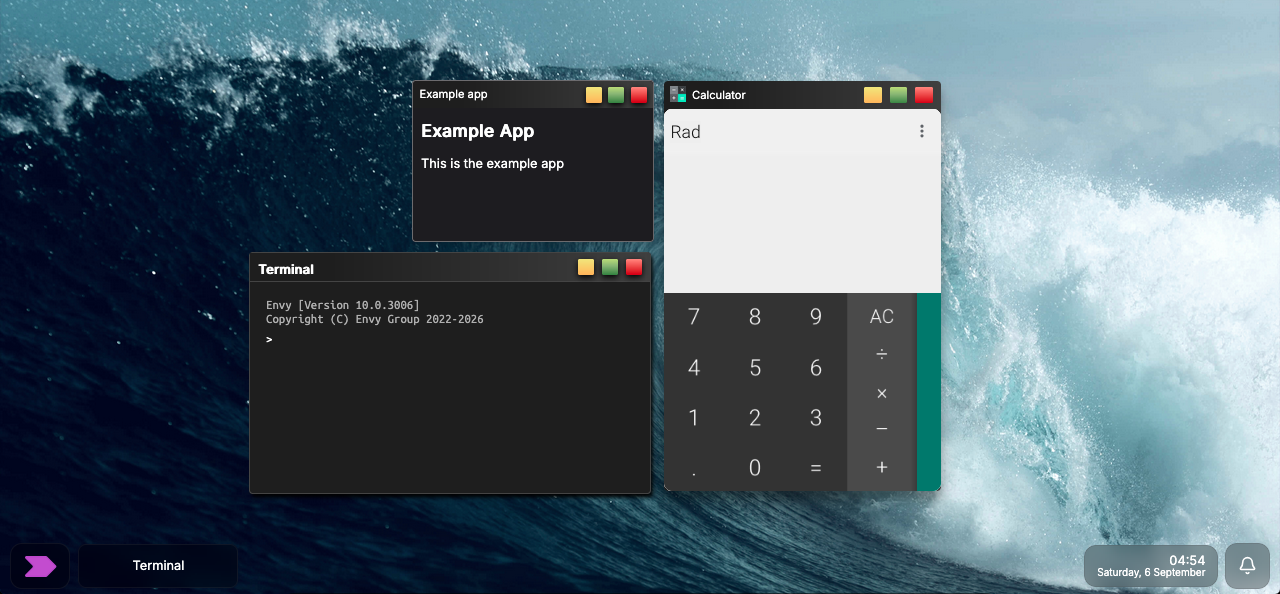 Example app
Example App
This is the example app
Calculator
Rad
7 8 9 AC
÷
4 5 6
×
1 2 3
−
. 0 = +
Terminal
Envy [Version 10.0.3006]
Copyright (C) Envy Group 2022-2026
>
Terminal
04:54
Saturday, 6 September